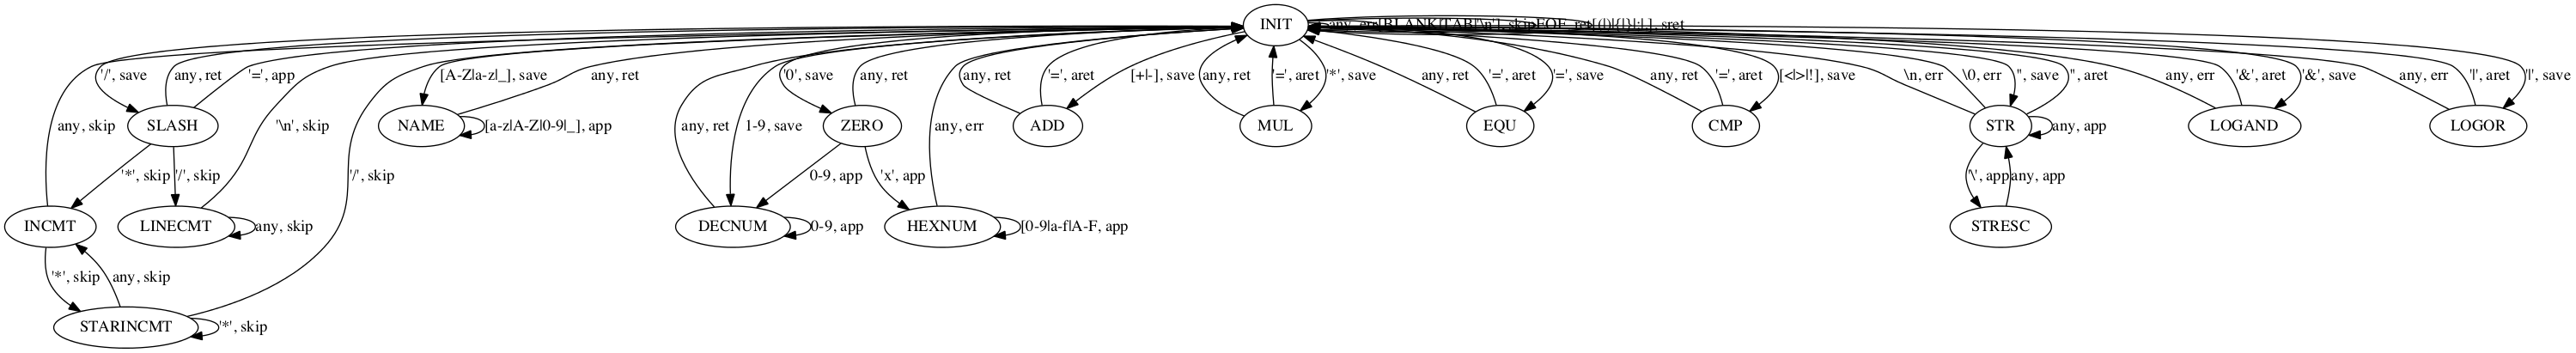 INIT
any, err
'/', save
any, ret
'=', app
[A-Z|a-z|_], save
any, ret
'0', save
any, ret
any, ret
'=', aret
[+|-], save
any, ret
'=', aret
'*', save
any, ret
'=', aret
'=', save
any, ret
'=', aret
[<|>|!], save
\n, err
\0, err
'', save
'', aret
any, err
'&', aret
'&', save
any, err
'|', aret
'|', save
any, skip
SLASH
'\n', skip
NAME
[a-z|A-Z|0-9|_], app
any, ret
1-9, save
ZERO
any, err
ADD
MUL
EQU
CMP
STR
any, app
LOGAND
LOGOR
'*', skip
'/', skip
'/', skip
0-9, app
'x', app
'\', app
any, app
INCMT
LINECMT
any, skip
DECNUM
0-9, app
HEXNUM
[0-9|a-f|A-F, app
STRESC
'*', skip
any, skip
STARINCMT
'*', skip